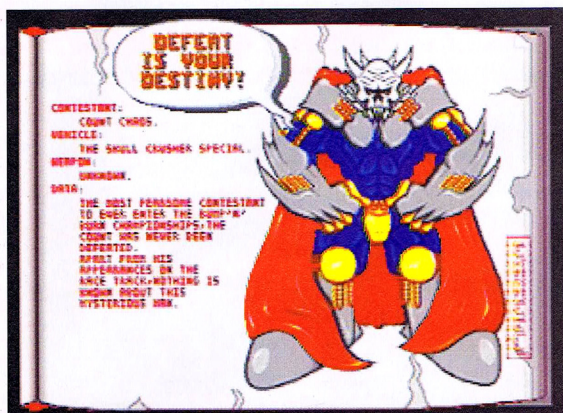 DEFEAT
IS YOUR
DESTINY!
CONTESTANT:
COUNT CHAOS.
VEHICLE:
THE SKULL CRUSHER SPECIAL.
WEAPON:
UNKNOWN.
DATA:
THE MOST FEARSOME CONTESTANT
TO EVER ENTER THE BUMP'N'
BURN CHAMPIONSHIPS,THE
COUNT HAS NEVER BEEN
DEFEATED.
APART FROM HIS
APPEARANCES ON THE
RACE TRACK,NOTHING IS
KNOWN ABOUT THIS
MYSTERIOUS MAN.